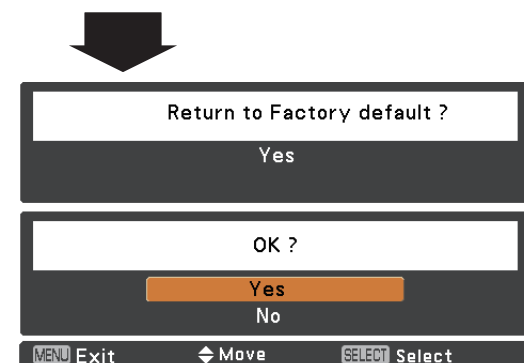 Return to Factory default ?
Yes
OK ?
Yes
No
MENU Exit Move SELECT Select